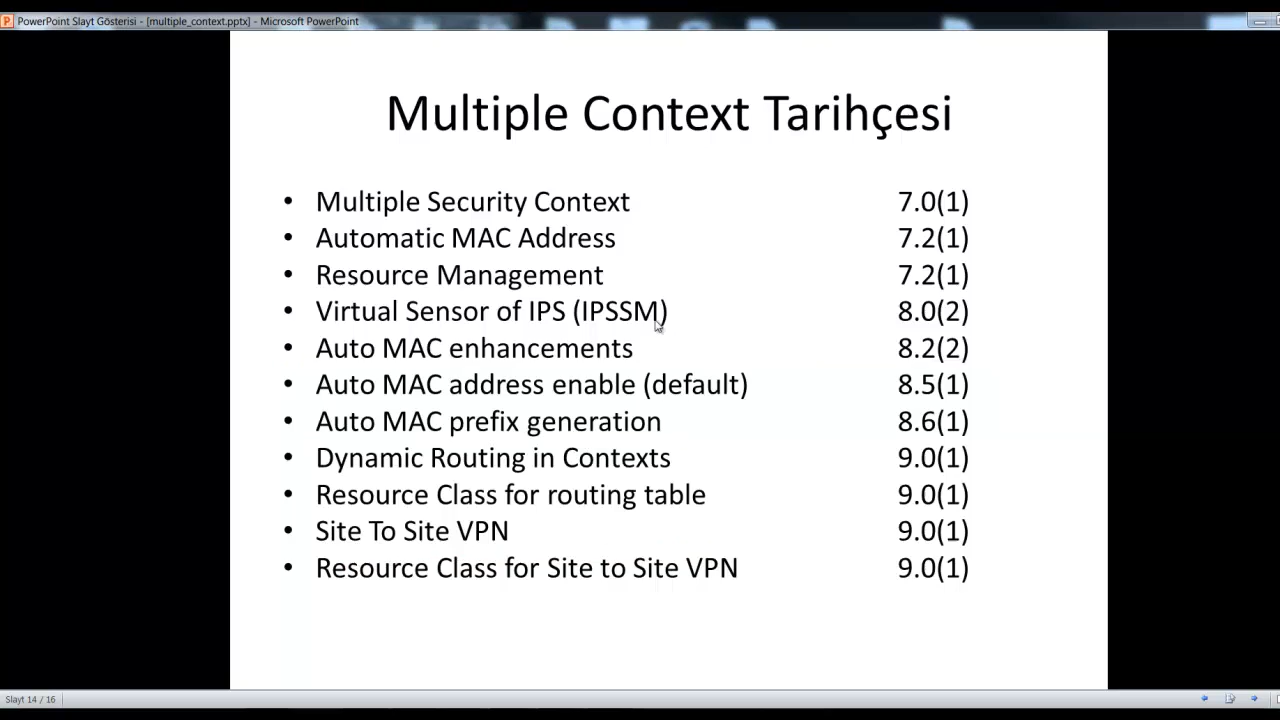 PowerPoint Slayt Gösterisi - [multiple_context.pptx] - Microsoft PowerPoint
Multiple Context Tarihçesi
• Multiple Security Context 7.0(1)
• Automatic MAC Address 7.2(1)
• Resource Management 7.2(1)
• Virtual Sensor of IPS (IPSSM) 8.0(2)
• Auto MAC enhancements 8.2(2)
• Auto MAC address enable (default) 8.5(1)
• Auto MAC prefix generation 8.6(1)
• Dynamic Routing in Contexts 9.0(1)
• Resource Class for routing table 9.0(1)
• Site To Site VPN 9.0(1)
• Resource Class for Site to Site VPN 9.0(1)
Slayt 14 / 16